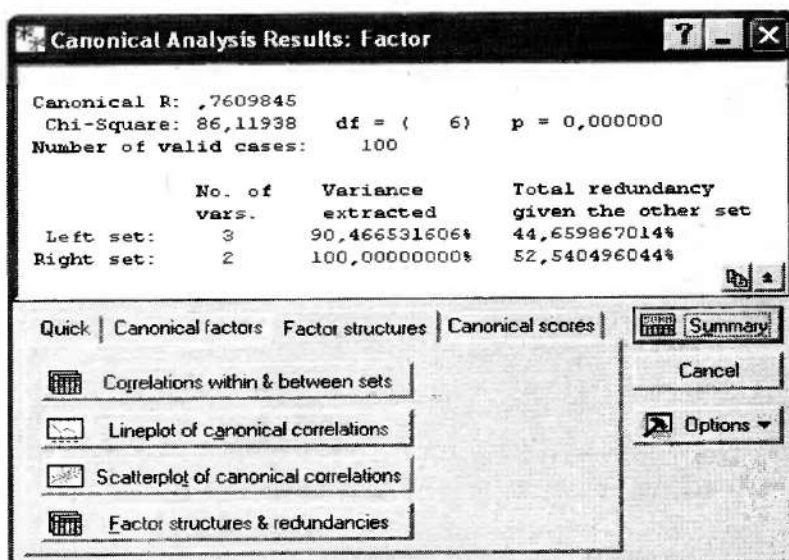 Canonical Analysis Results: Factor
Canonical R: ,7609845
Chi-Square: 86,11938 df = ( 6) p = 0,000000
Number of valid cases: 100
No. of Variance Total redundancy
vars. extracted given the other set
Left set: 3 90,466531606% 44,659867014%
Right set: 2 100,00000000% 52,540496044%
Quick Canonical factors Factor structures Canonical scores
Summary
Correlations within & between sets
Cancel
Lineplot of canonical correlations
Options
Scatterplot of canonical correlations
Factor structures & redundancies